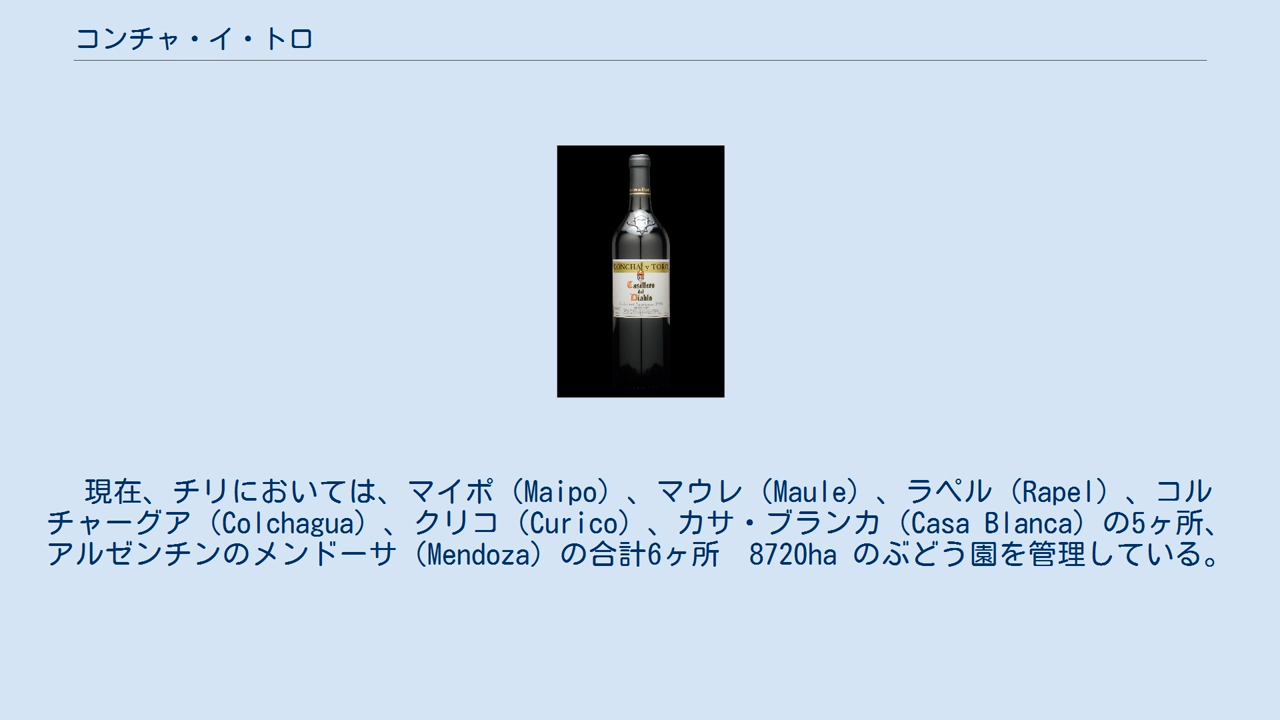 コンチャ・イ・トロ
CONCHA Y TORO
Casillero
del
Diablo
現在、チリにおいては、マイポ（Maipo）、マウレ（Maule）、ラペル（Rapel）、コル
チャーグア（Colchagua）、クリコ（Curico）、カサ・ブランカ（Casa Blanca）の5ヶ所、
アルゼンチンのメンドーサ（Mendoza）の合計6ヶ所　8720ha のぶどう園を管理している。